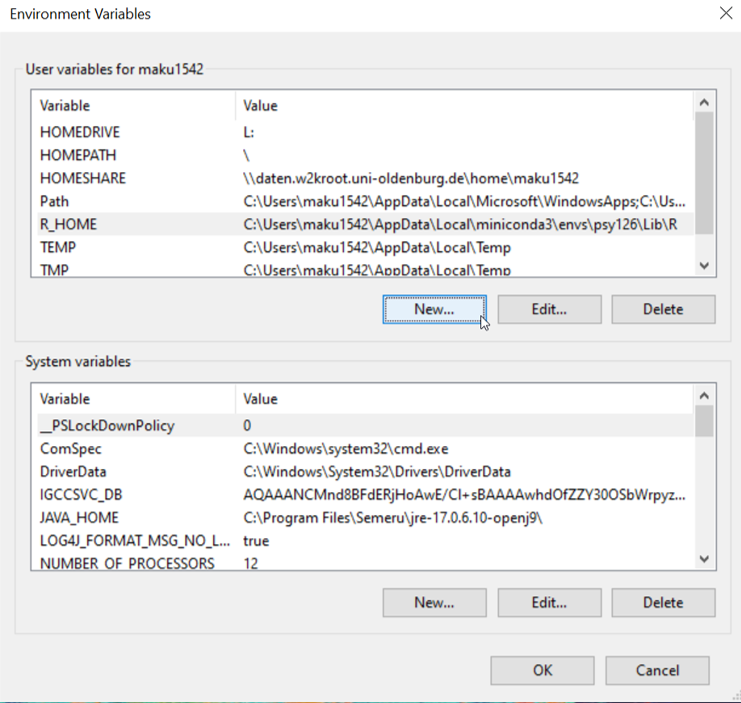 Environment Variables
User variables for maku1542
Variable Value
HOMEDRIVE L:
HOMEPATH \
HOMESHARE \\daten.w2kroot.uni-oldenburg.de\home\maku1542
Path C:\Users\maku1542\AppData\Local\Microsoft\WindowsApps;C:\Us...
R_HOME C:\Users\maku1542\AppData\Local\miniconda3\envs\psy126\Lib\R
TEMP C:\Users\maku1542\AppData\Local\Temp
TMP C:\Users\maku1542\AppData\Local\Temp
New... Edit... Delete
System variables
Variable Value
__PSLockDownPolicy 0
ComSpec C:\Windows\system32\cmd.exe
DriverData C:\Windows\System32\Drivers\DriverData
IGCCSVC_DB AQAAANCMnd8BFdERjHoAwE/Cl+sBAAAAwhdOfZZY30OSbWrpyz...
JAVA_HOME C:\Program Files\Semeru\jre-17.0.6.10-openj9\
LOG4J_FORMAT_MSG_NO_L... true
NUMBER_OF_PROCESSORS 12
New... Edit... Delete
OK Cancel